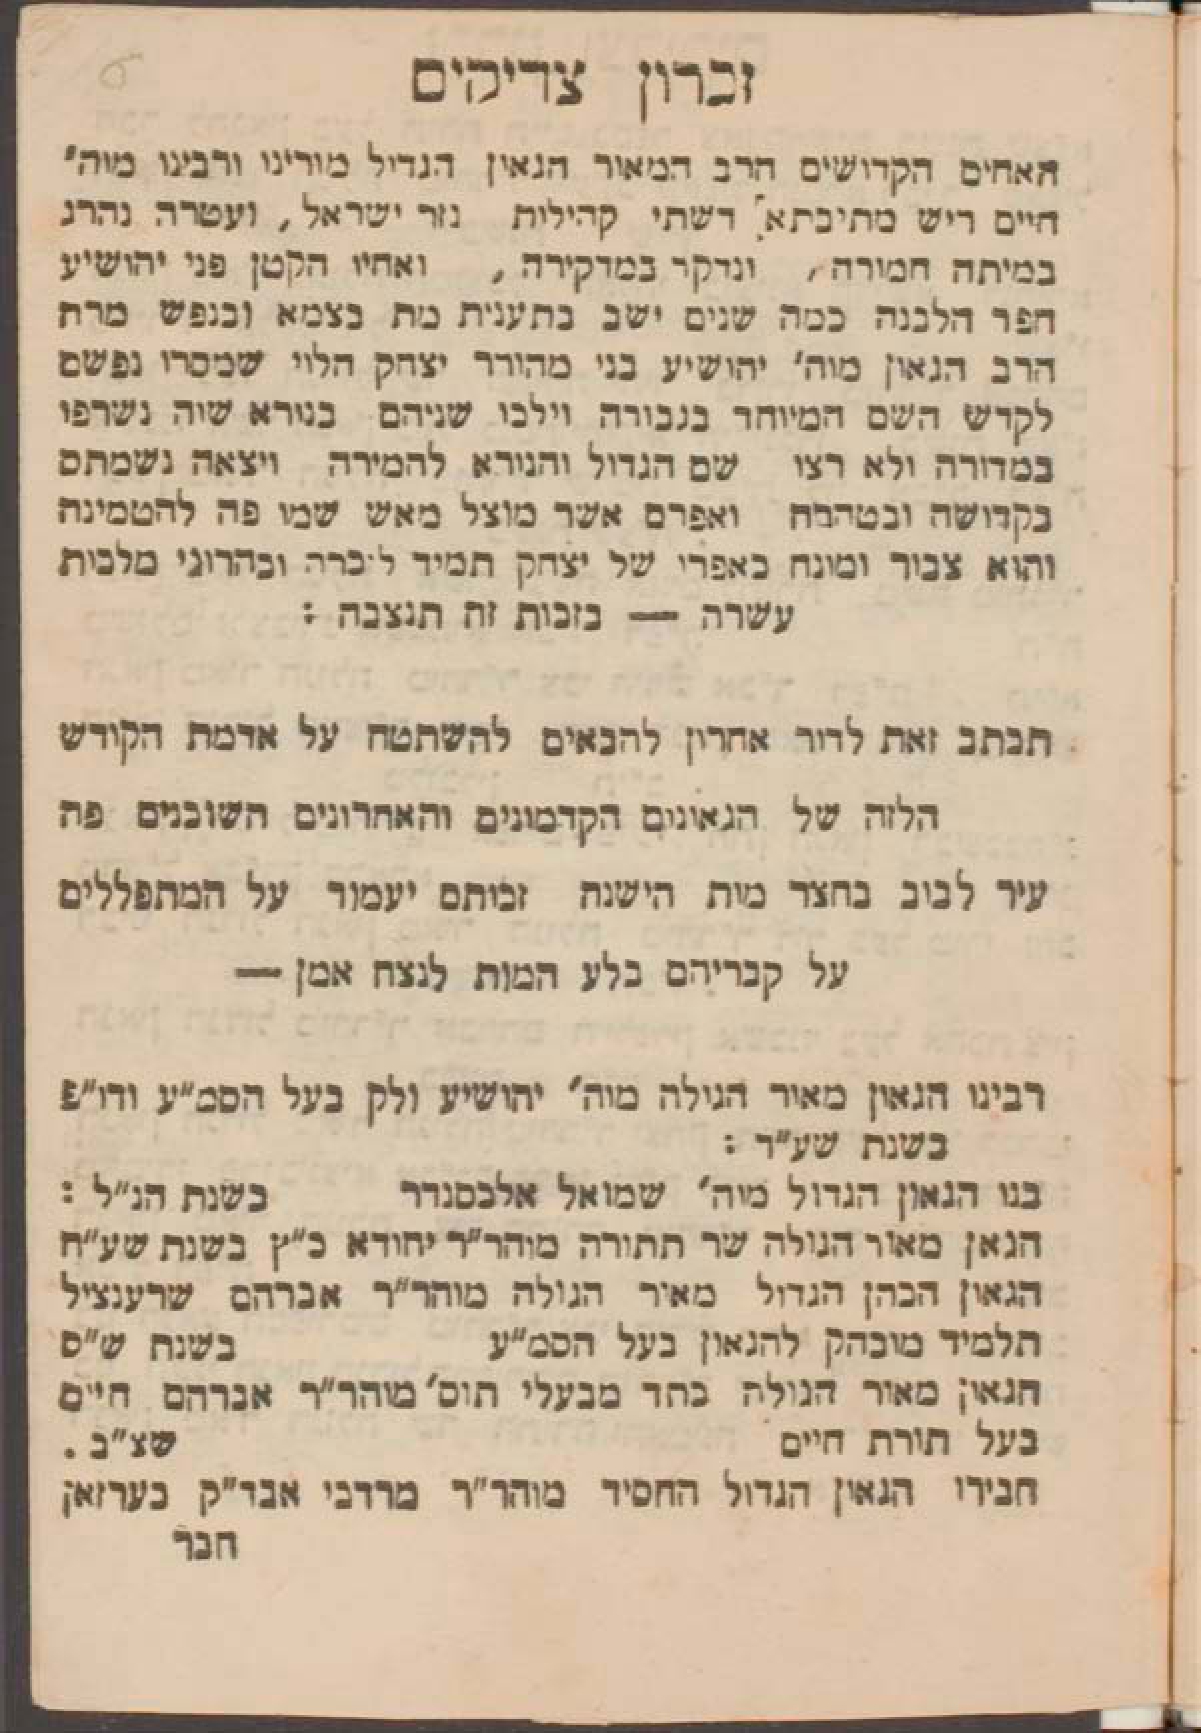 זכרון צדיקים
האחים הקדושים הרב המאור הגאון הגדול מורינו ורבינו מוה׳
חיים ריש מתיבתא דשתי קהילות נזר ישראל, ועטרה נהרג
במיתה חמורה, ונדקר במדקירה, ואחיו הקטן פני יהושיע
חפר הלבנה כמה שנים ישב בתענית מת בצמא ובנפש מרח
הרב הגאון מוה׳ יהושיע בני מהורר יצחק הלוי שמסרו נפשם
לקדש השם המיוחד בגבורה וילכו שניהם בנורא שוה נשרפו
במדורה ולא רצו שם הגדול והנורא להמירה ויצאה נשמתם
בקדושה ובטהרה ואפרם אשר מוצל מאש שמו פה להטמינה
והוא צבור ומונח כאפרו של יצחק תמיד לזכרה ובהרוגי מלכות
עשרה — בזכות זה תנצבה :
תכתב זאת לדור אחרון להבאים להשתטח על אדמת הקודש
הלזה של הגאונים הקדמונים והאחרונים השוכנים פה
עיר לבוב בחצר מות הישנה זכותם יעמוד על המתפללים
על קבריהם בלע המות לנצח אמן —
רבינו הגאון מאור הגולה מוה׳ יהושיע ולק בעל הסמ״ע ודו״פ
בשנת שע״ד :
בנו הגאון הגדול מוה׳ שמואל אלכסנדר בשנת הנ״ל :
הגאן מאור הגולה שר התורה מוהר״ר יהודא כ״ץ בשנת שע״ח
הגאון הכהן הגדול מאור הגולה מוהר״ר אברהם שרענציל
תלמיד מובהק להגאון בעל הסמ״ע בשנת ש״ס
הגאון מאור הגולה כחד מבעלי תוס׳ מוהר״ר אברהם חיים
בעל תורת חיים שצ״ב .
חבירו הגאון הגדול החסיד מוהר״ר מרדכי אבד״ק בערזאן
חבר